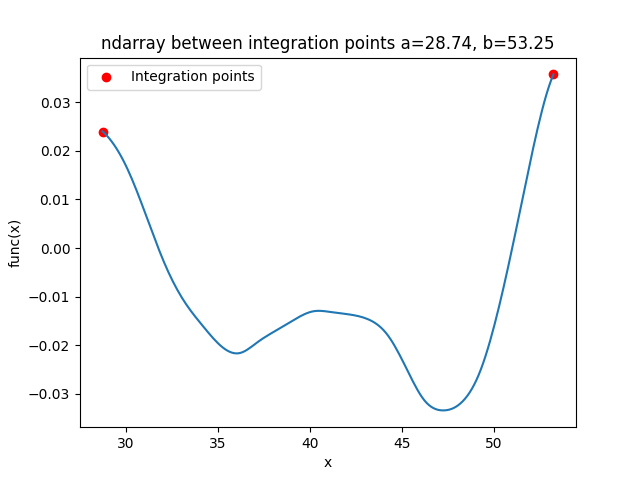 ndarray between integration points a=28.74, b=53.25
Integration points
func(x)
0.03
0.02
0.01
0.00
−0.01
−0.02
−0.03
30 35 40 45 50
x